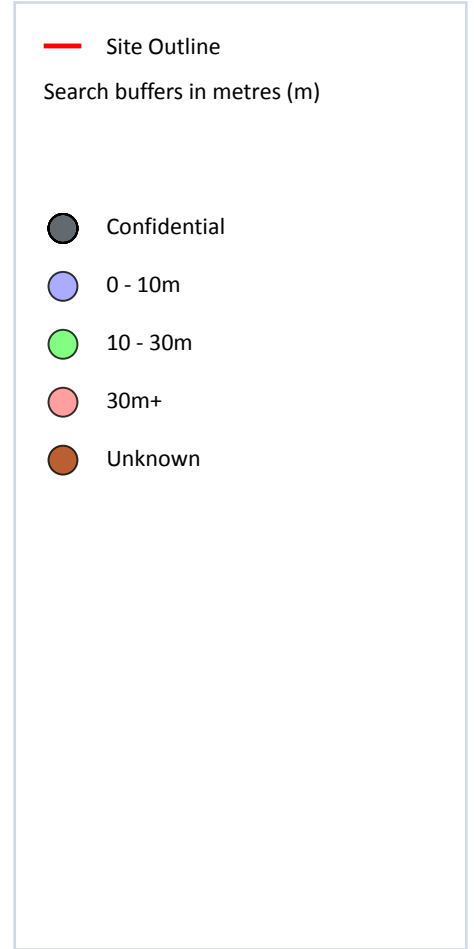 Site Outline
Search buffers in metres (m)
Confidential
0 - 10m
10 - 30m
30m+
Unknown